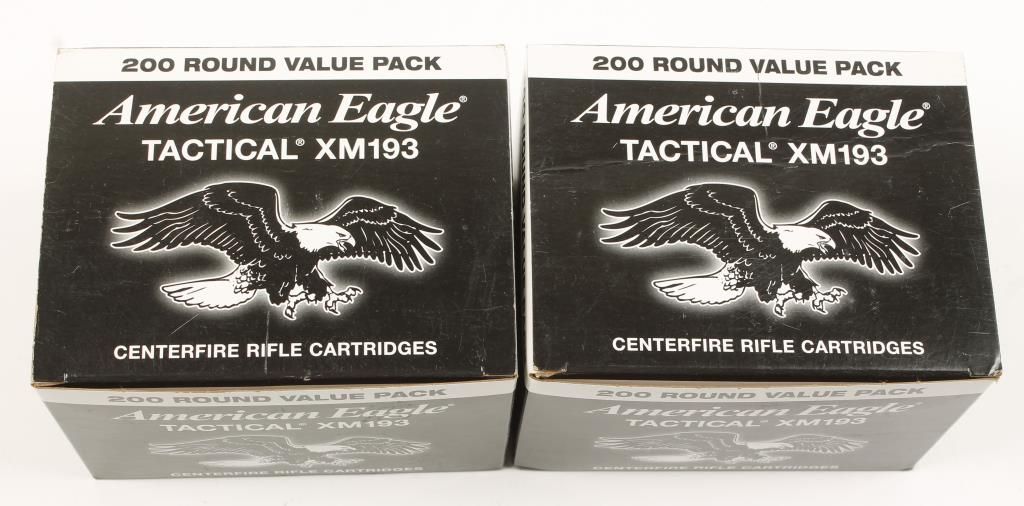 200 ROUND VALUE PACK
American Eagle®
TACTICAL® XM193
CENTERFIRE RIFLE CARTRIDGES
200 ROUND VALUE PACK
American Eagle®
TACTICAL® XM193
CENTERFIRE RIFLE CARTRIDGES
200 ROUND VALUE PACK
American Eagle®
TACTICAL® XM193
CENTERFIRE RIFLE CARTRIDGES
200 ROUND VALUE PACK
American Eagle®
TACTICAL® XM193
CENTERFIRE RIFLE CARTRIDGES